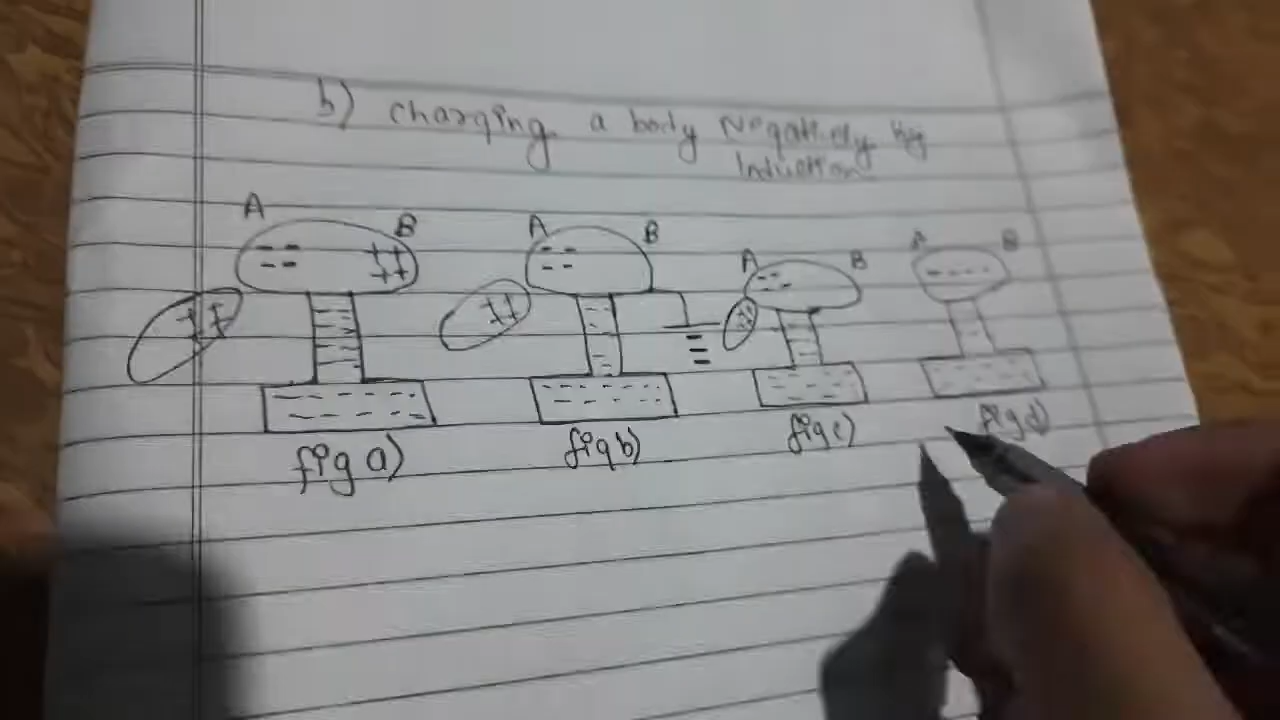 b) Charging a body Negatively by
Induction
A B A B A B A B
-- -- ++ ++ -- -- -- -- - - - -
++ ++ ++
fig a) fig b) fig c) fig d)